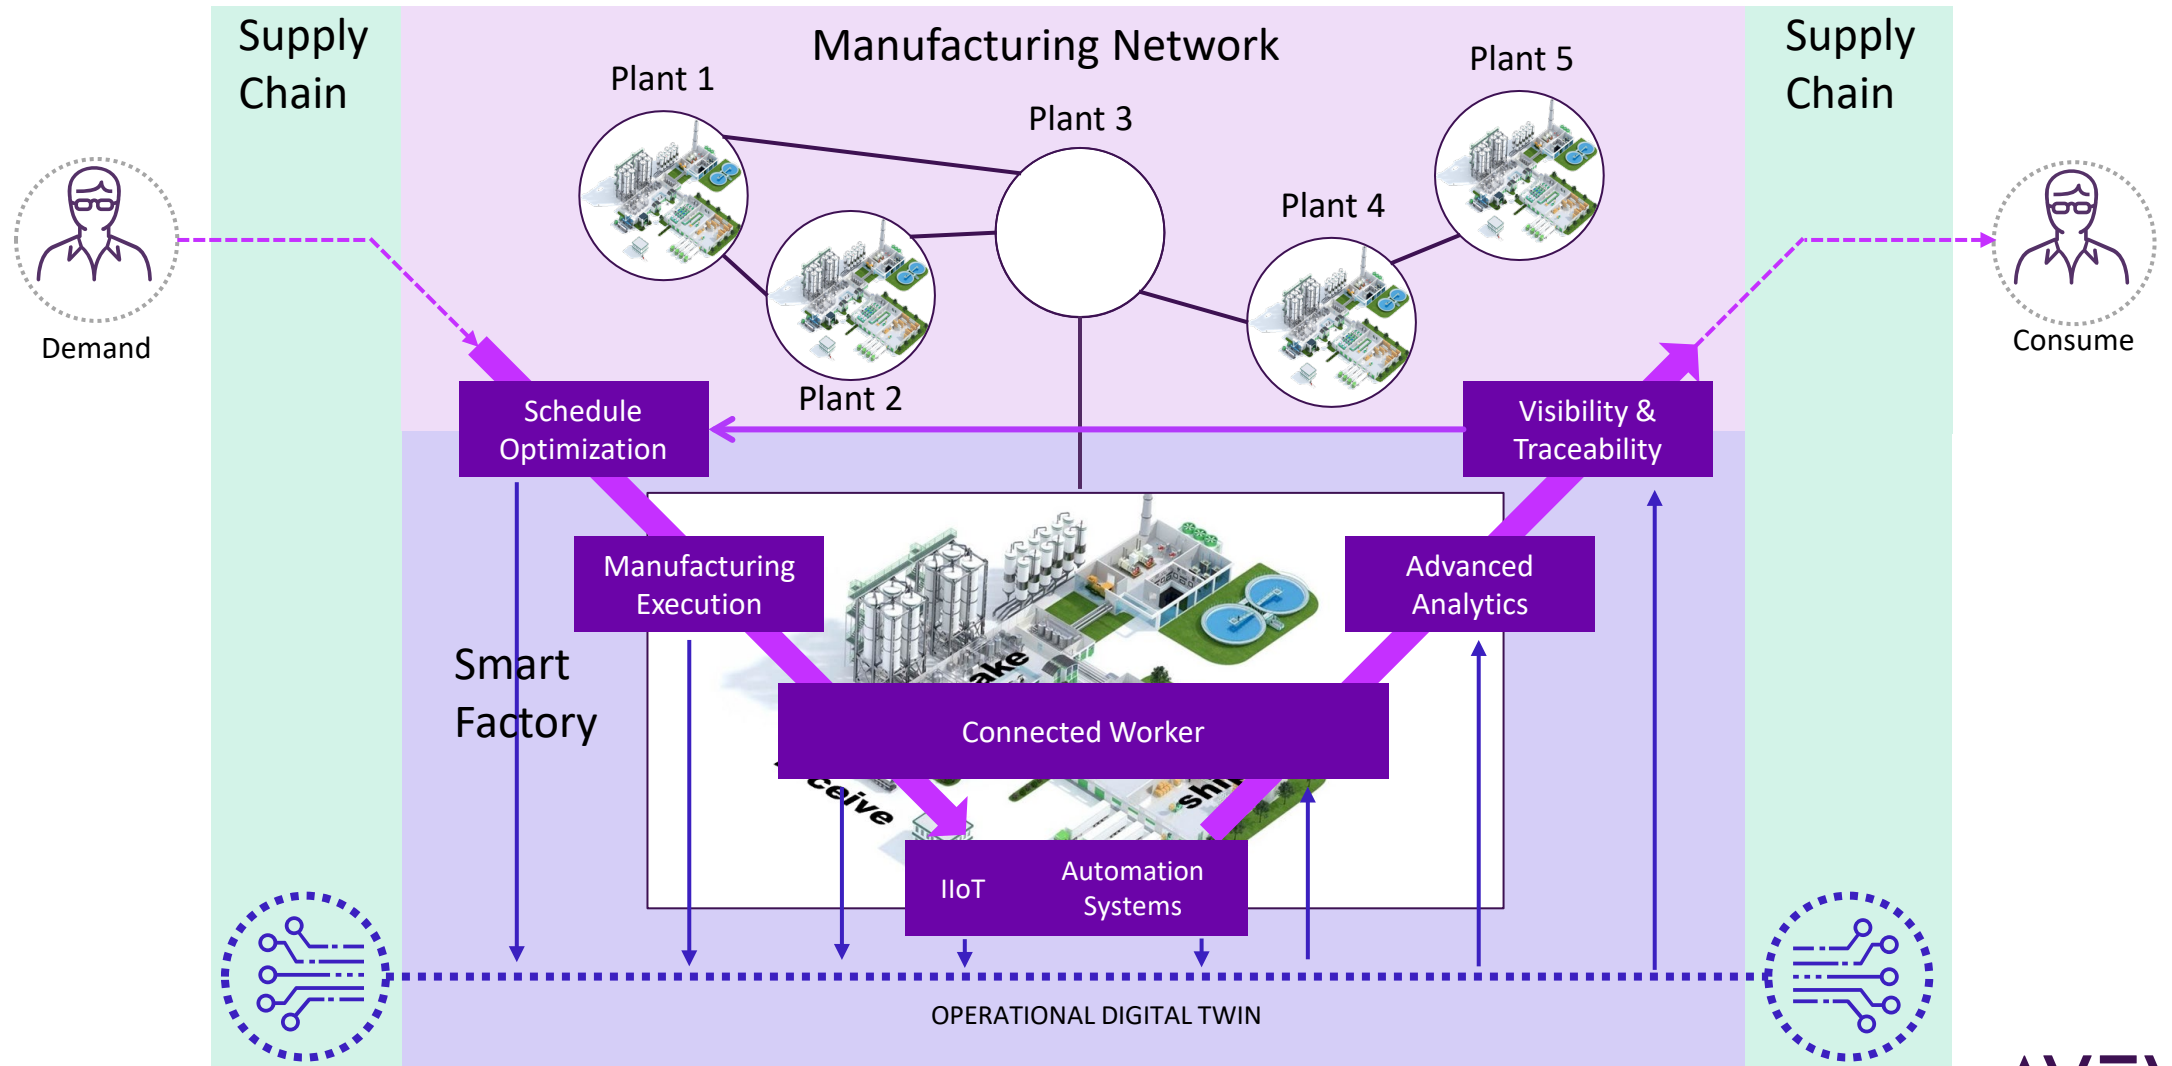 Supply
Chain
Manufacturing Network
Supply
Chain
Plant 1
Plant 3
Plant 5
Plant 4
Plant 2
Demand
Consume
Schedule
Optimization
Visibility &
Traceability
Manufacturing
Execution
Advanced
Analytics
Smart
Factory
Connected Worker
IIoT
Automation
Systems
OPERATIONAL DIGITAL TWIN